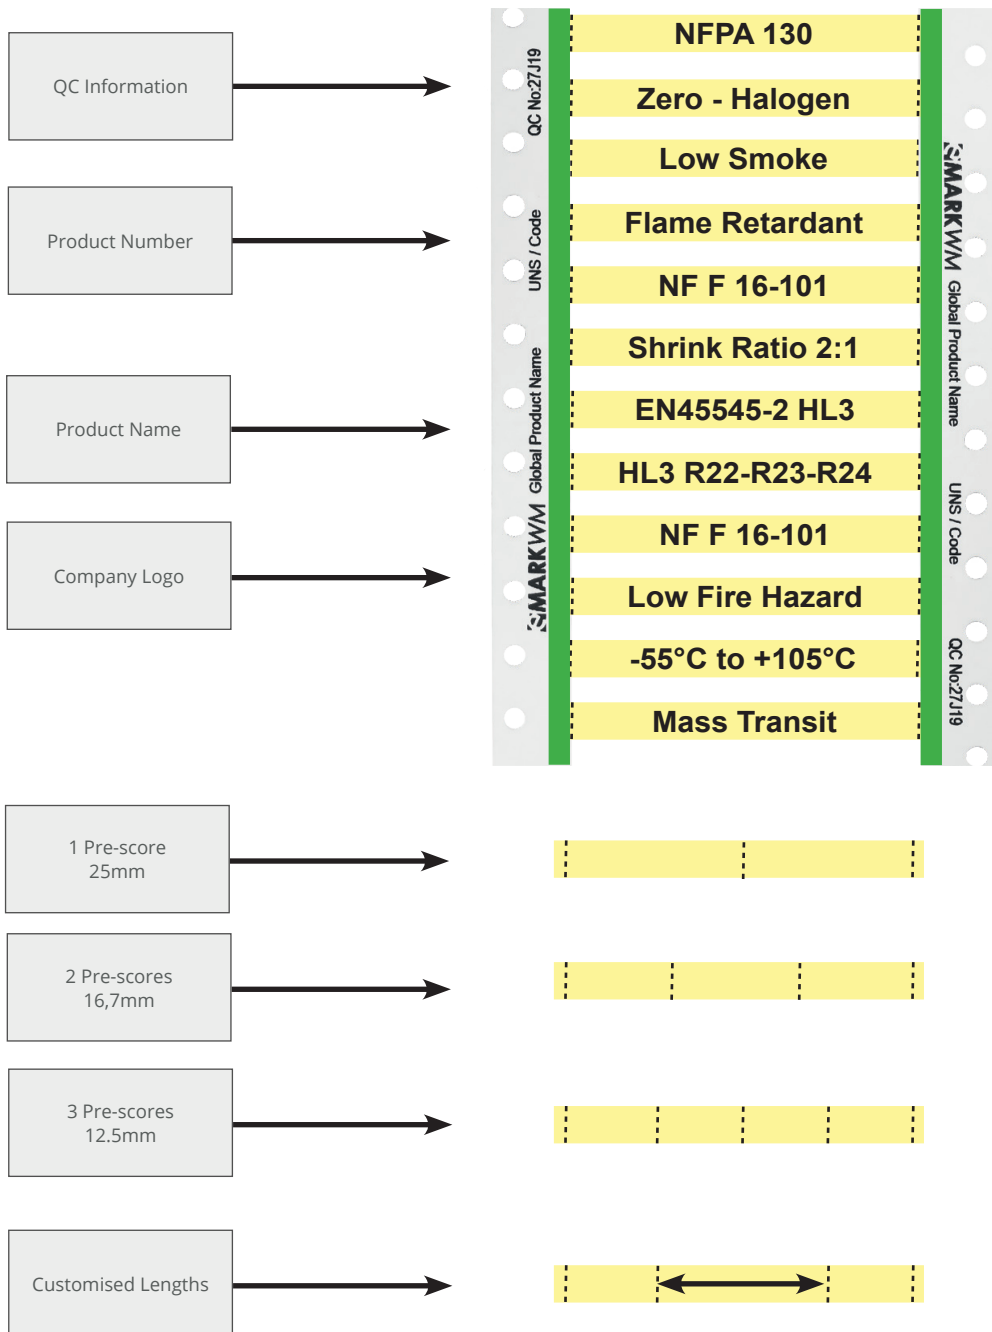 QC Information
Product Number
Product Name
Company Logo
QC No:27J19
UNS / Code
Global Product Name
MARKWM
NFPA 130
Zero - Halogen
Low Smoke
Flame Retardant
NF F 16-101
Shrink Ratio 2:1
EN45545-2 HL3
HL3 R22-R23-R24
NF F 16-101
Low Fire Hazard
-55°C to +105°C
Mass Transit
MARKWM
Global Product Name
UNS / Code
QC No:27J19
1 Pre-score
25mm
2 Pre-scores
16,7mm
3 Pre-scores
12.5mm
Customised Lengths